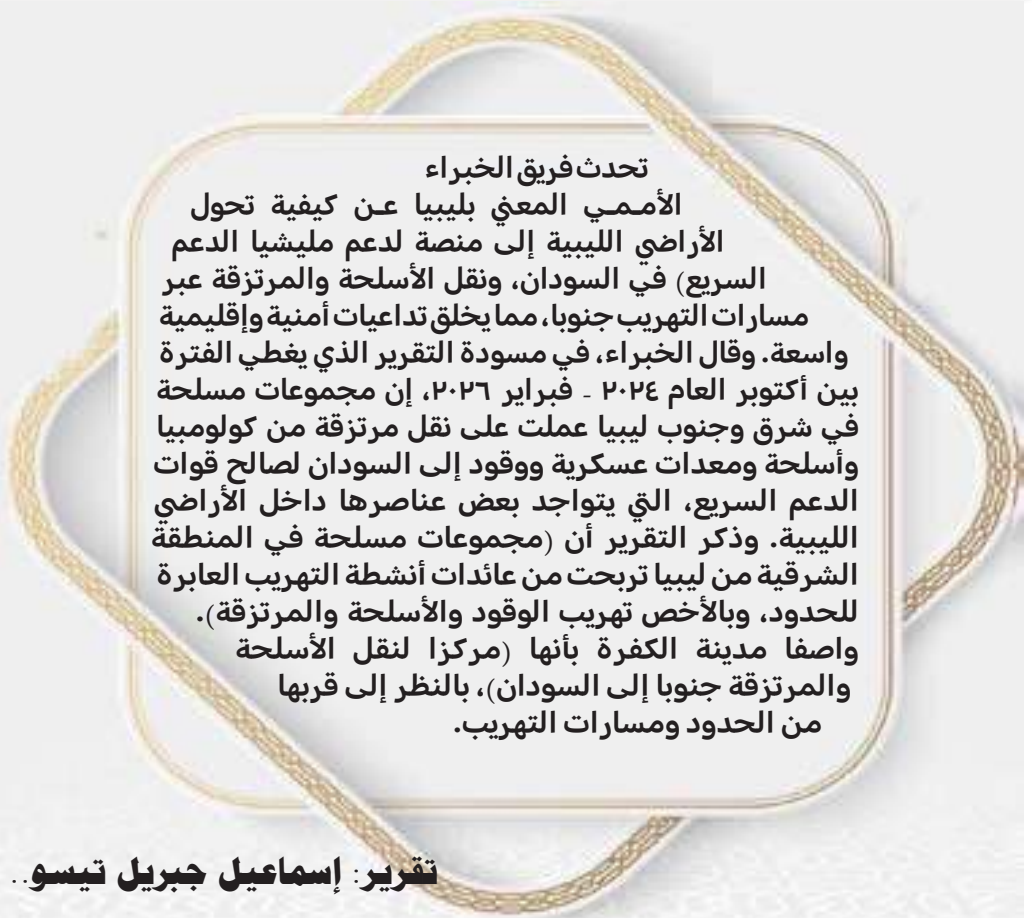 تحدث فريق الخبراء
الأمـمـي المعني بليبيا عـن كيفية تحول
الأراضي الليبية إلى منصة لدعم مليشيا الدعم
السريع) في السودان، ونقل الأسلحة والمرتزقة عبر
مسارات التهريب جنوبا، مما يخلق تداعيات أمنية وإقليمية
واسعة. وقال الخبراء، في مسودة التقرير الذي يغطي الفترة
بين أكتوبر العام ٢٠٢٤ - فبراير ٢٠٢٦، إن مجموعات مسلحة
في شرق وجنوب ليبيا عملت على نقل مرتزقة من كولومبيا
وأسلحة ومعدات عسكرية ووقود إلى السودان لصالح قوات
الدعم السريع، التي يتواجد بعض عناصرها داخل الأراضي
الليبية. وذكر التقرير أن (مجموعات مسلحة في المنطقة
الشرقية من ليبيا تربحت من عائدات أنشطة التهريب العابرة
للحدود، وبالأخص تهريب الوقود والأسلحة والمرتزقة).
واصفا مدينة الكفرة بأنها (مركزا لنقل الأسلحة
والمرتزقة جنوبا إلى السودان)، بالنظر إلى قربها
من الحدود ومسارات التهريب.
تقرير: إسماعيل جبريل تيسو..